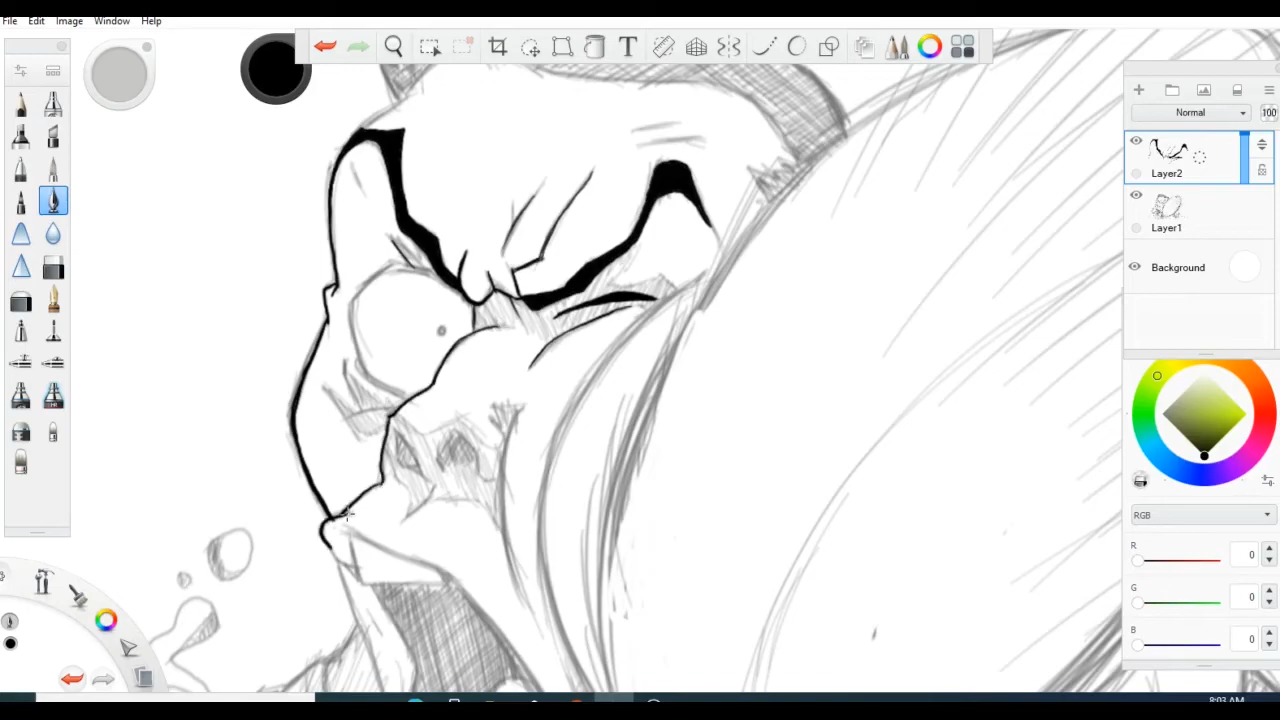 File Edit Image Window Help
T
Normal
100
Layer2
Layer1
Background
RGB
R 0
G 0
B 0
8:03 AM